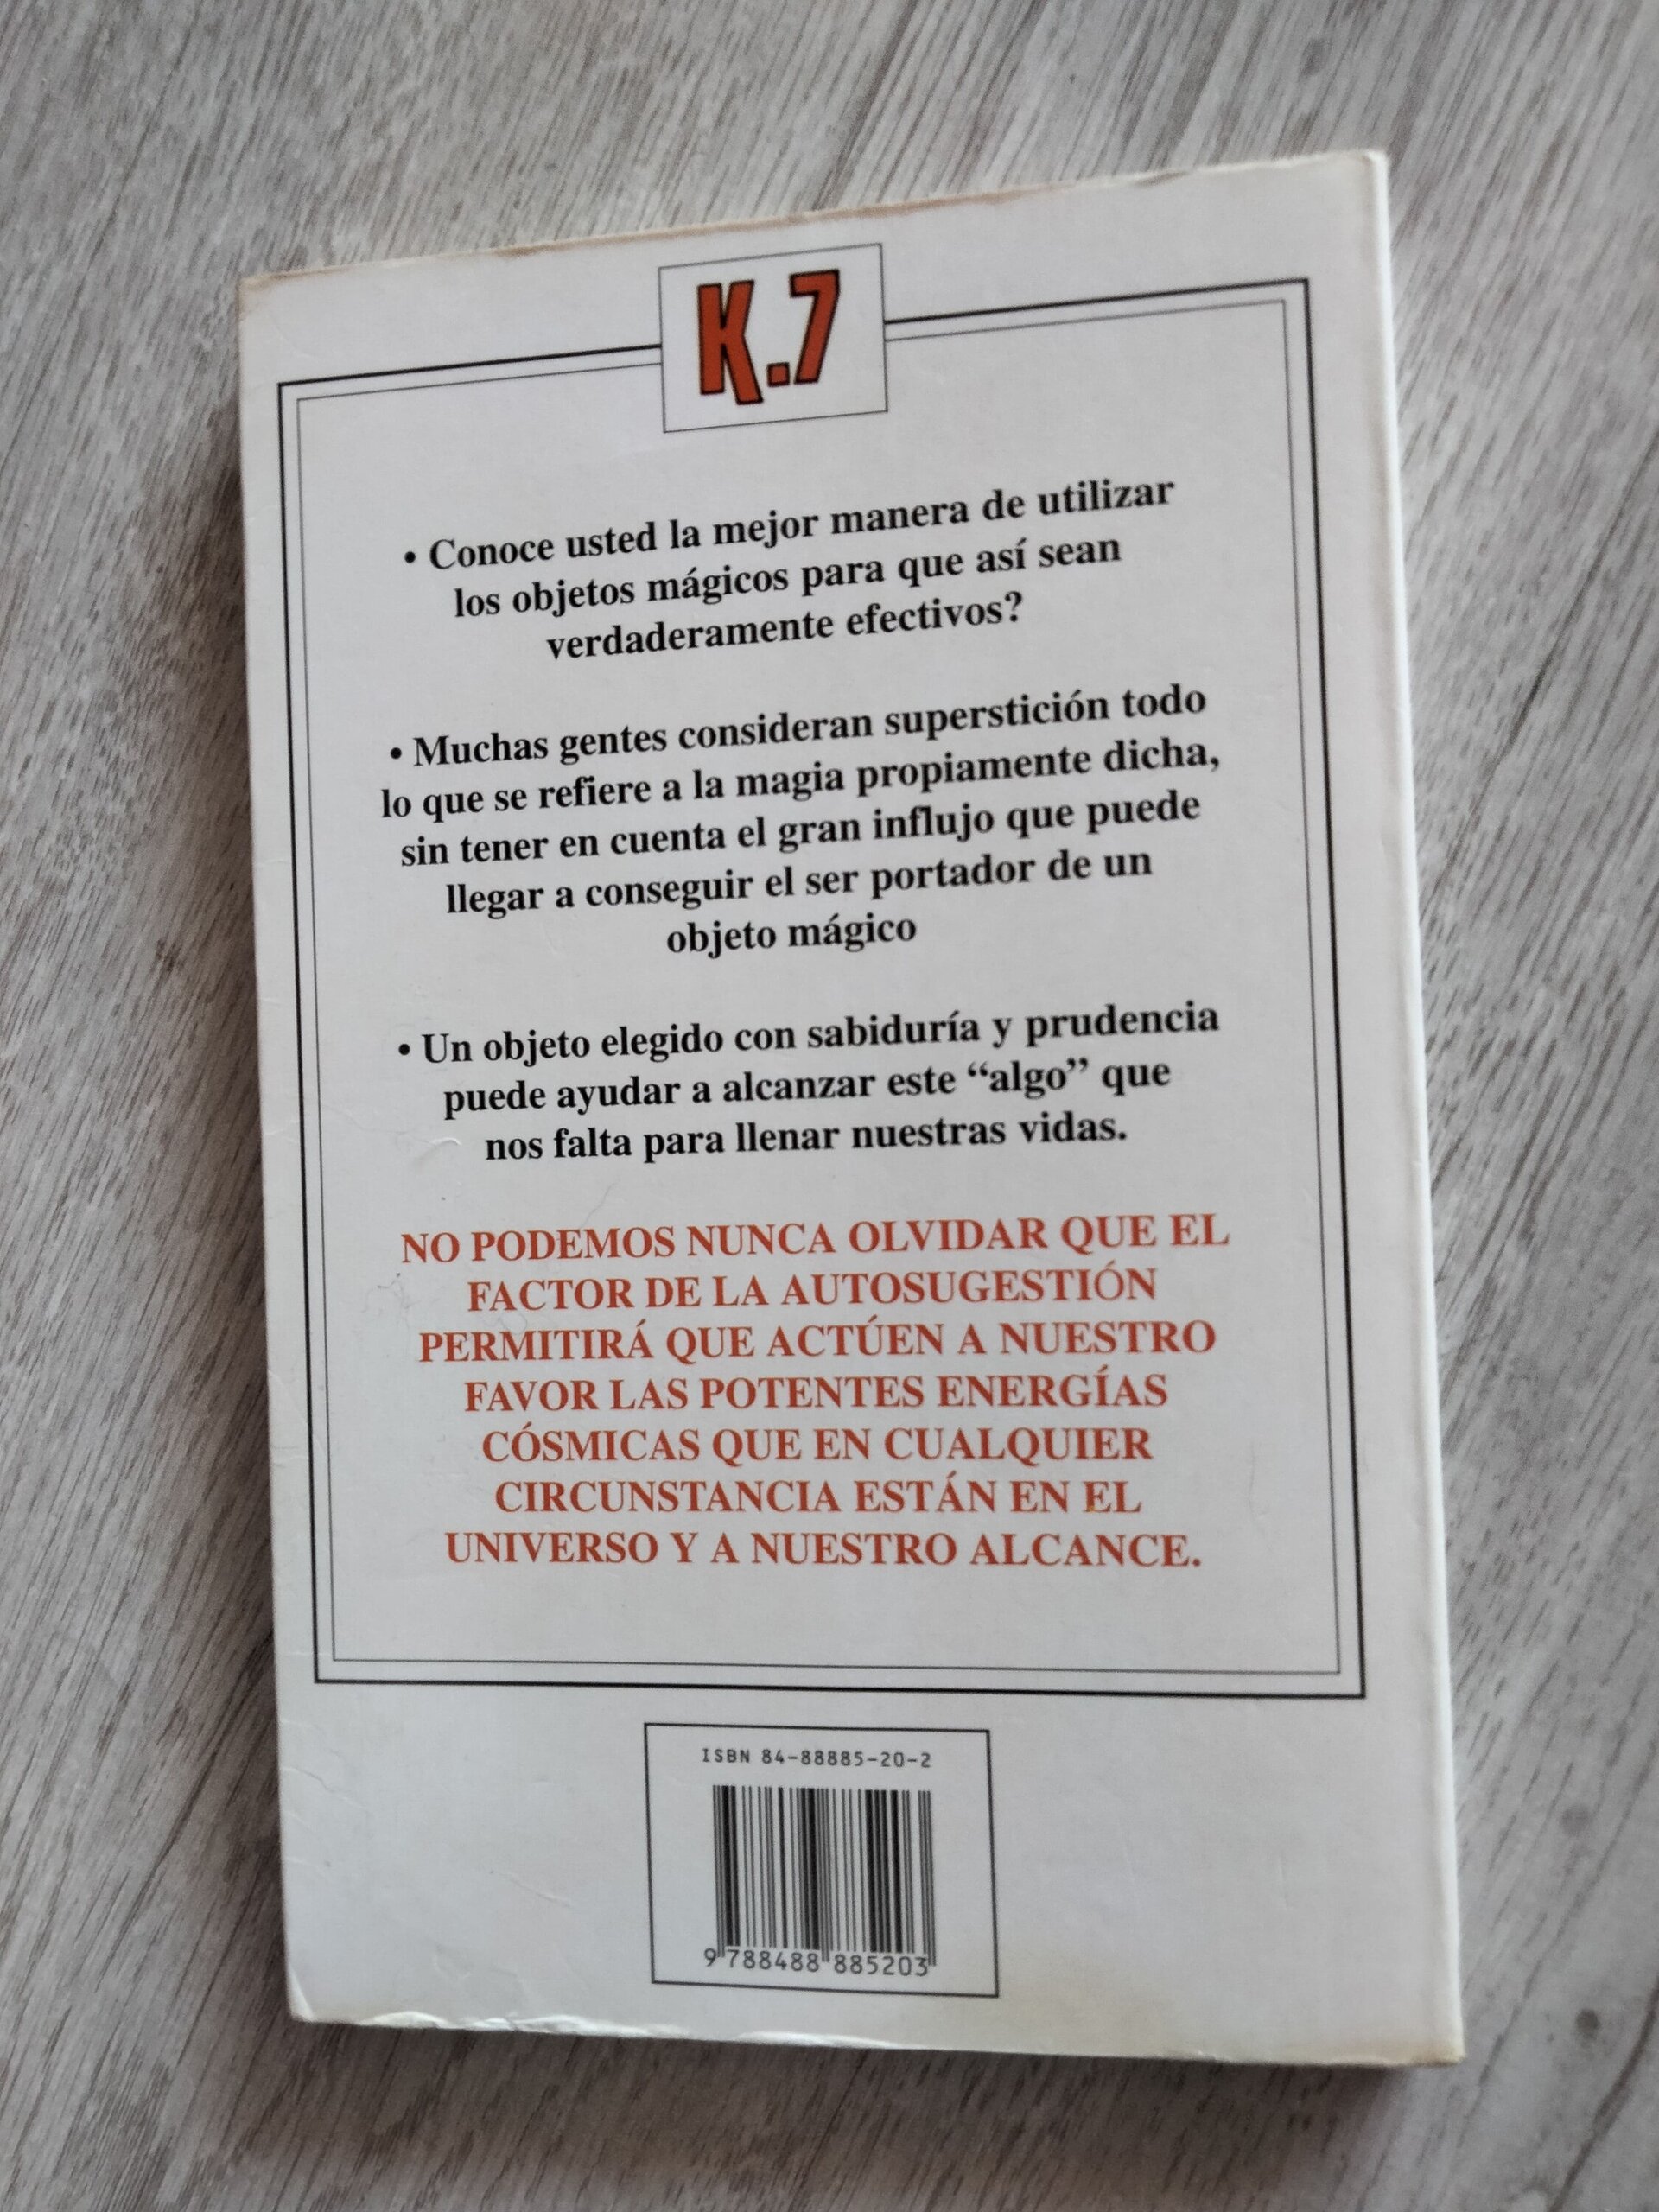 K.7
• Conoce usted la mejor manera de utilizar
los objetos mágicos para que así sean
verdaderamente efectivos?
• Muchas gentes consideran superstición todo
lo que se refiere a la magia propiamente dicha,
sin tener en cuenta el gran influjo que puede
llegar a conseguir el ser portador de un
objeto mágico
• Un objeto elegido con sabiduría y prudencia
puede ayudar a alcanzar este “algo” que
nos falta para llenar nuestras vidas.
NO PODEMOS NUNCA OLVIDAR QUE EL
FACTOR DE LA AUTOSUGESTIÓN
PERMITIRÁ QUE ACTÚEN A NUESTRO
FAVOR LAS POTENTES ENERGÍAS
CÓSMICAS QUE EN CUALQUIER
CIRCUNSTANCIA ESTÁN EN EL
UNIVERSO Y A NUESTRO ALCANCE.
ISBN 84-88885-20-2
9 788488 885203